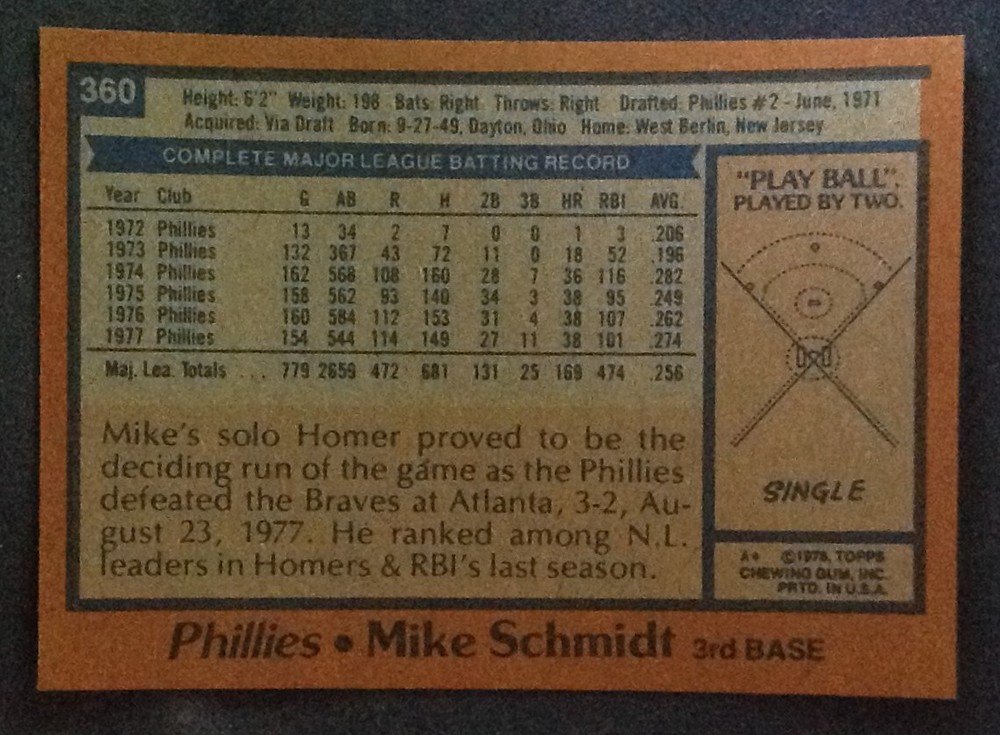 360
Height: 6'2" Weight: 198 Bats: Right Throws: Right Drafted: Phillies #2 - June, 1971
Acquired: Via Draft Born: 9-27-49, Dayton, Ohio Home: West Berlin, New Jersey
COMPLETE MAJOR LEAGUE BATTING RECORD
Year Club G AB R H 2B 3B HR RBI AVG.
1972 Phillies 13 34 2 7 0 0 1 3 .206
1973 Phillies 132 367 43 72 11 0 18 52 .196
1974 Phillies 162 568 108 160 28 7 36 116 .282
1975 Phillies 158 562 93 140 34 3 38 95 .249
1976 Phillies 160 584 112 153 31 4 38 107 .262
1977 Phillies 154 544 114 149 27 11 38 101 .274
Maj. Lea. Totals ... 779 2659 472 681 131 25 169 474 .256
Mike's solo Homer proved to be the
deciding run of the game as the Phillies
defeated the Braves at Atlanta, 3-2, Au-
gust 23, 1977. He ranked among N.L.
leaders in Homers & RBI's last season.
"PLAY BALL".
PLAYED BY TWO.
SINGLE
A* ©1978, TOPPS
CHEWING GUM, INC.
PRTD. IN U.S.A.
Phillies • Mike Schmidt 3rd BASE